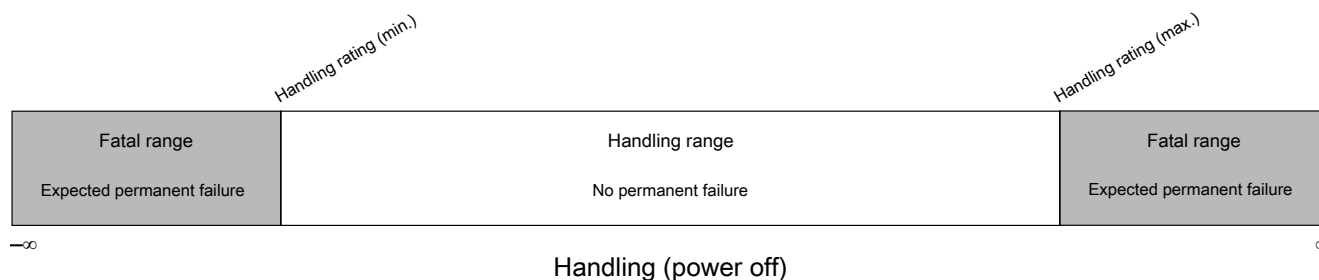 Handling rating (min.)
Handling rating (max.)
Fatal range
Handling range
Fatal range
Expected permanent failure
No permanent failure
Expected permanent failure
–∞
Handling (power off)